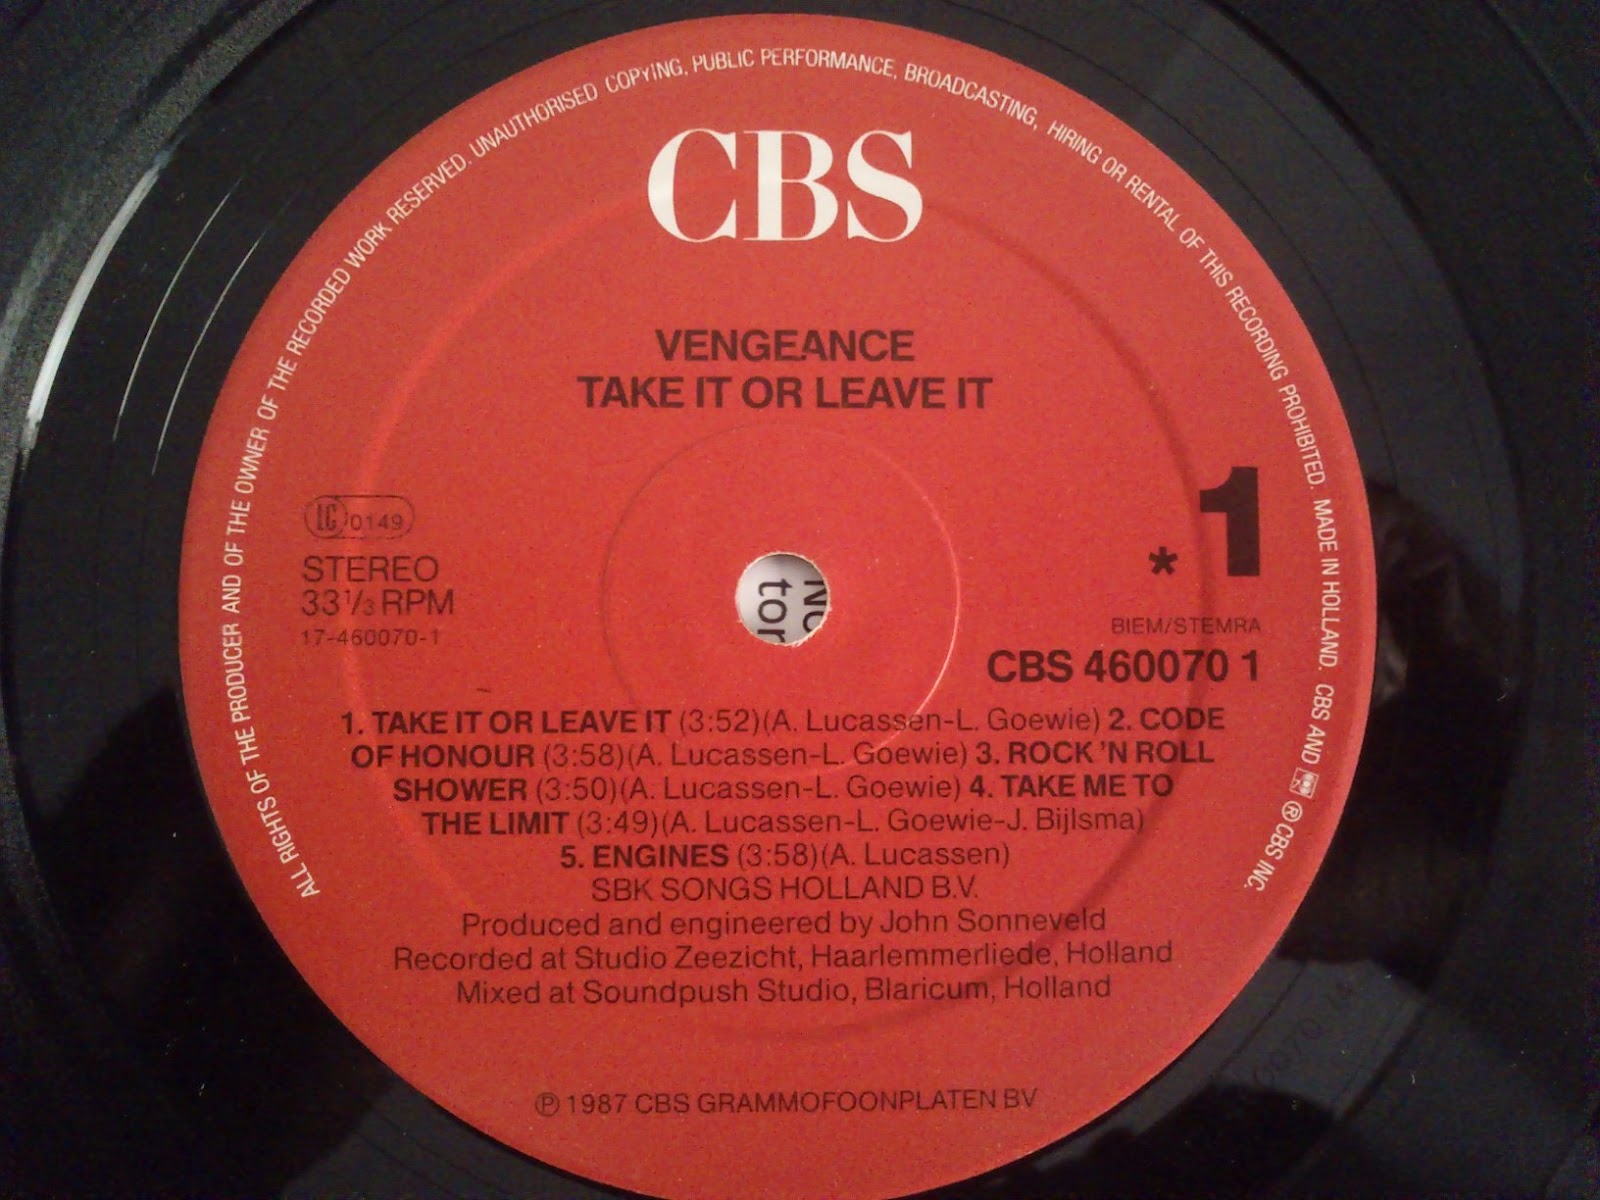 ALL RIGHTS OF THE PRODUCER AND OF THE OWNER OF THE RECORDED WORK RESERVED. UNAUTHORISED COPYING, PUBLIC PERFORMANCE, BROADCASTING, HIRING OR RENTAL OF THIS RECORDING PROHIBITED. MADE IN HOLLAND. CBS AND ® CBS INC.
CBS
VENGEANCE
TAKE IT OR LEAVE IT
1
*
LC 0149
STEREO
33 1/3 RPM
17-460070-1
BIEM/STEMRA
CBS 460070 1
tor
1. TAKE IT OR LEAVE IT (3:52)(A. Lucassen-L. Goewie) 2. CODE
OF HONOUR (3:58)(A. Lucassen-L. Goewie) 3. ROCK 'N ROLL
SHOWER (3:50)(A. Lucassen-L. Goewie) 4. TAKE ME TO
THE LIMIT (3:49)(A. Lucassen-L. Goewie-J. Bijlsma)
5. ENGINES (3:58)(A. Lucassen)
SBK SONGS HOLLAND B.V.
Produced and engineered by John Sonneveld
Recorded at Studio Zeezicht, Haarlemmerliede, Holland
Mixed at Soundpush Studio, Blaricum, Holland
℗ 1987 CBS GRAMMOFOONPLATEN BV